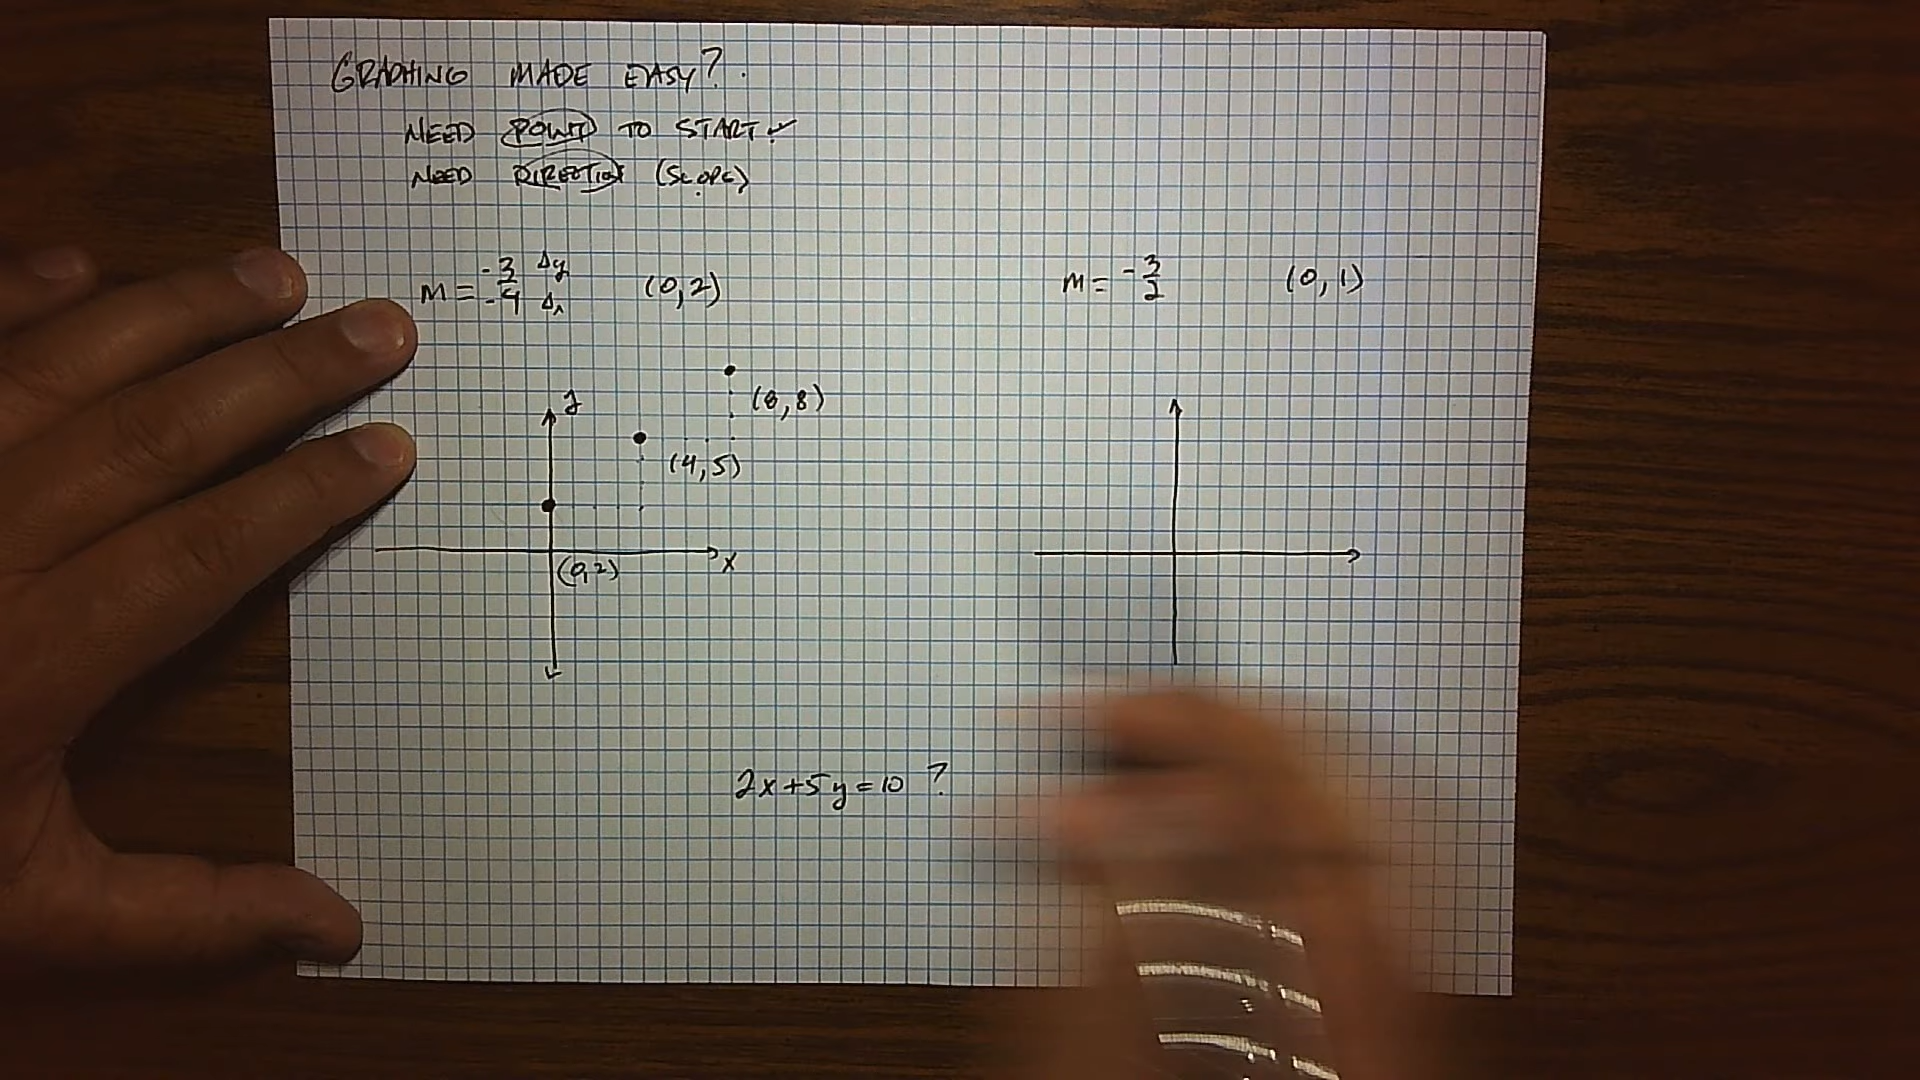 GRAPHING MADE EASY?
NEED POINT TO START ✓
NEED DIRECTION (SLOPE)
m = -3/-4 Δy/Δx (0,2)
m = -3/2 (0,1)
y
(8,8)
(4,5)
x
(0,2)
2x+5y=10 ?